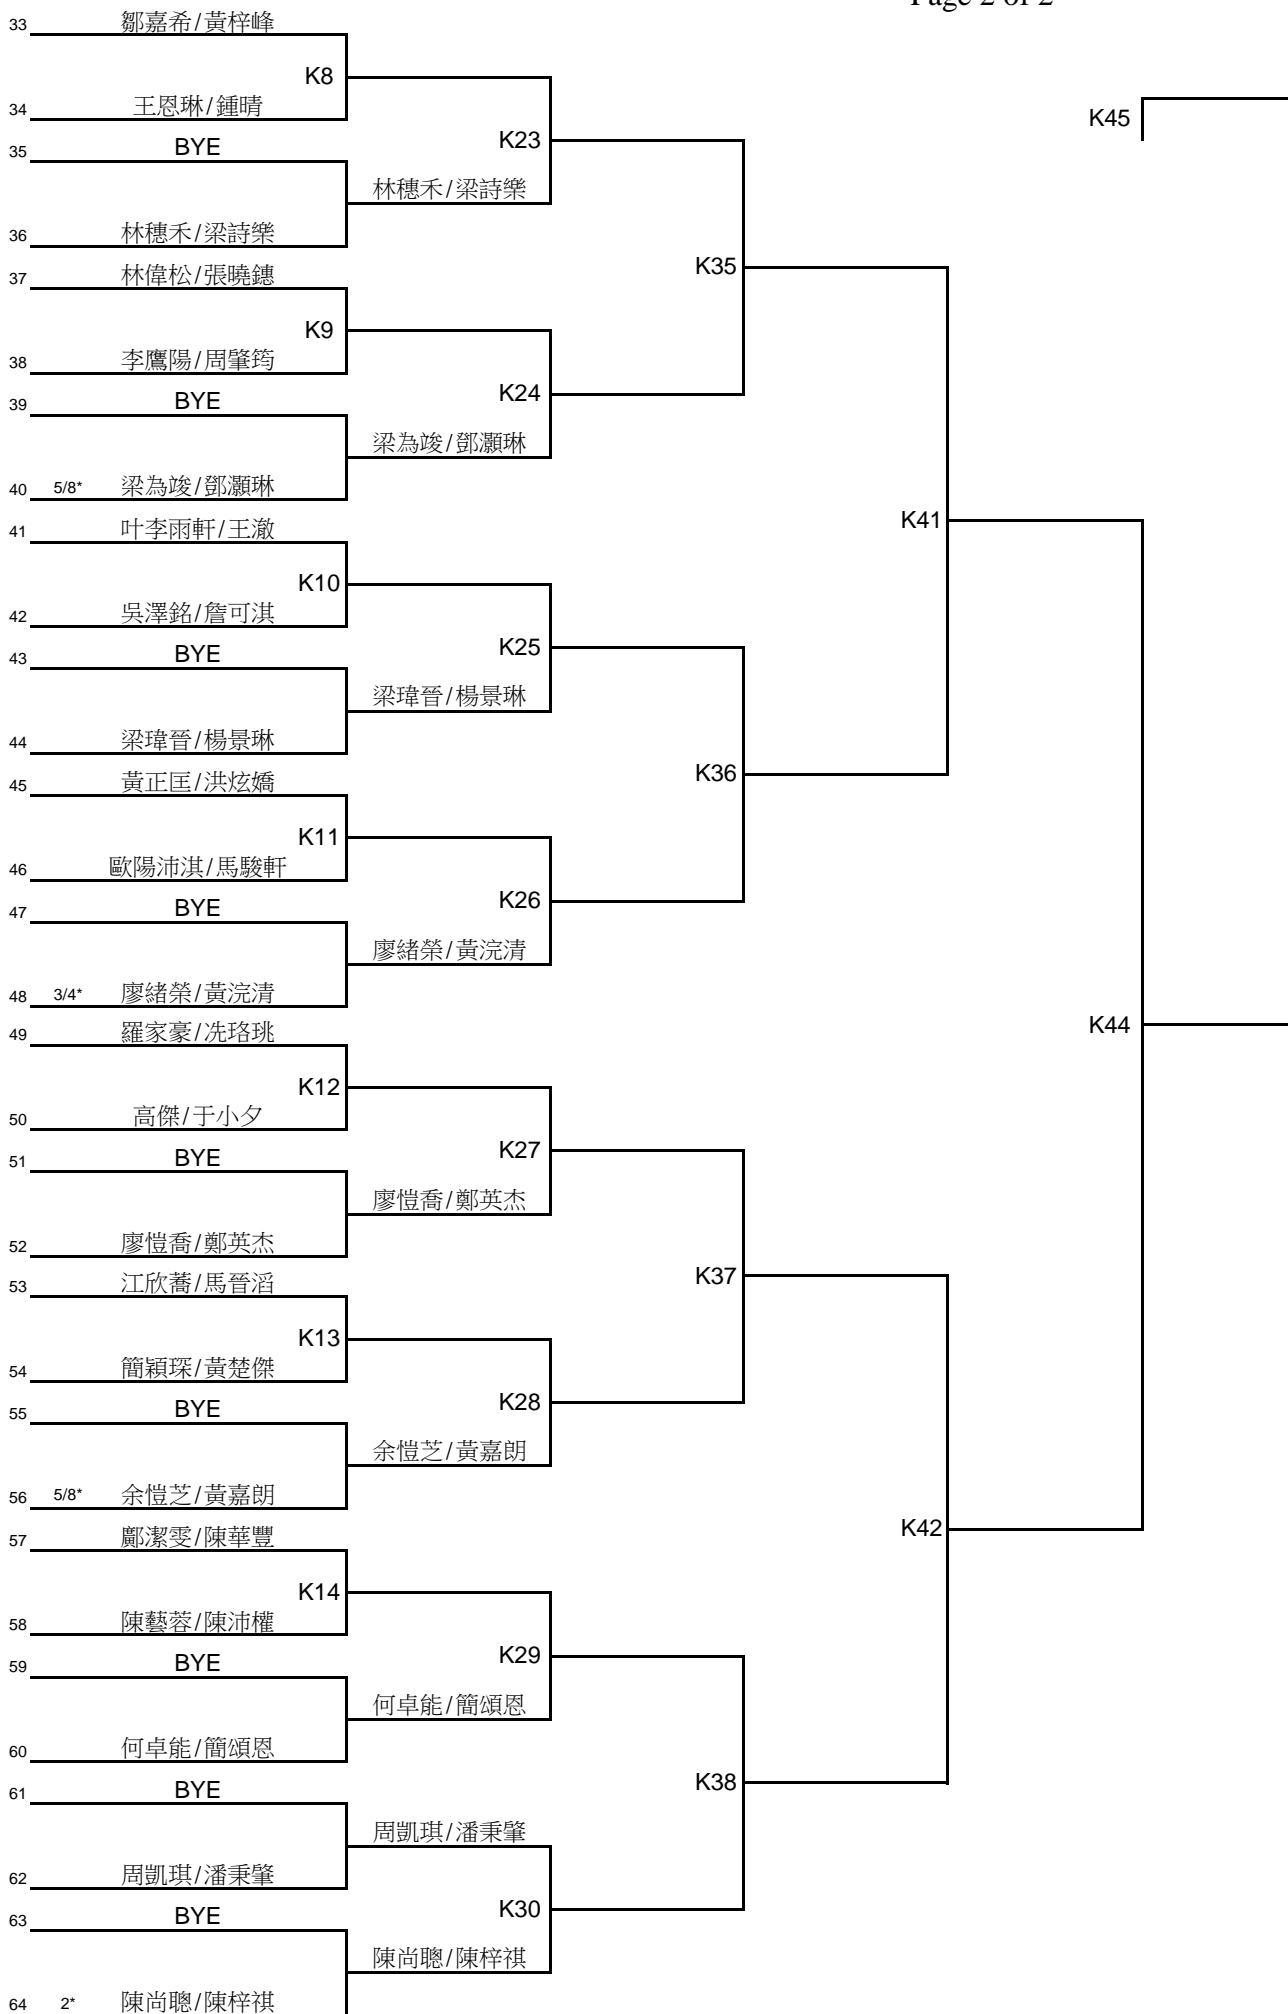 Page 2 of 2
33 鄒嘉希/黃梓峰
K8
34 王恩琳/鍾晴
K45
35 BYE
K23
林穗禾/梁詩樂
36 林穗禾/梁詩樂
37 林偉松/張曉鏸
K35
K9
38 李鷹陽/周肇筠
39 BYE
K24
梁為竣/鄧灝琳
40 5/8* 梁為竣/鄧灝琳
41 叶李雨軒/王澈
K41
K10
42 吳澤銘/詹可淇
43 BYE
K25
梁瑋晉/楊景琳
44 梁瑋晉/楊景琳
45 黃正匡/洪炫嬌
K36
K11
46 歐陽沛淇/馬駿軒
47 BYE
K26
廖緒榮/黃浣清
48 3/4* 廖緒榮/黃浣清
49 羅家豪/冼珞珧
K44
K12
50 高傑/于小夕
51 BYE
K27
廖愷喬/鄭英杰
52 廖愷喬/鄭英杰
53 江欣蕎/馬晉滔
K37
K13
54 簡穎琛/黃楚傑
55 BYE
K28
余愷芝/黃嘉朗
56 5/8* 余愷芝/黃嘉朗
57 鄺潔雯/陳華豐
K42
K14
58 陳藝蓉/陳沛權
59 BYE
K29
何卓能/簡頌恩
60 何卓能/簡頌恩
61 BYE
K38
周凱琪/潘秉肇
62 周凱琪/潘秉肇
63 BYE
K30
陳尚聰/陳梓祺
64 2* 陳尚聰/陳梓祺